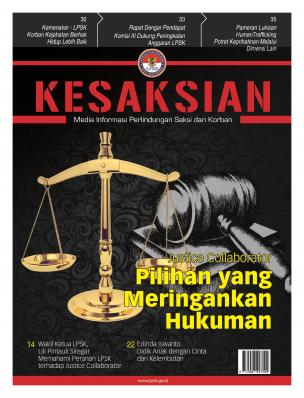 30
Kemenaker - LPSK
Korban Kejahatan Berhak
Hidup Lebih Baik
33
Rapat Dengan Pendapat
Komisi III Dukung Peningkatan
Anggaran LPSK
35
Pameran Lukisan
HumanTrafficking
Potret Keprihatinan Melalui
Dimensi Lain
KESAKSIAN
Media Informasi Perlindungan Saksi dan Korban
Justice Collaborator
Pilihan yang
Meringankan
Hukuman
14 Wakil Ketua LPSK,
Lili Pintauli Siregar
Memahami Peranan LPSK
terhadap Justice Collaborator
22 Erlinda Iswanto
Didik Anak dengan Cinta
dan Kelembutan
www.lpsk.go.id